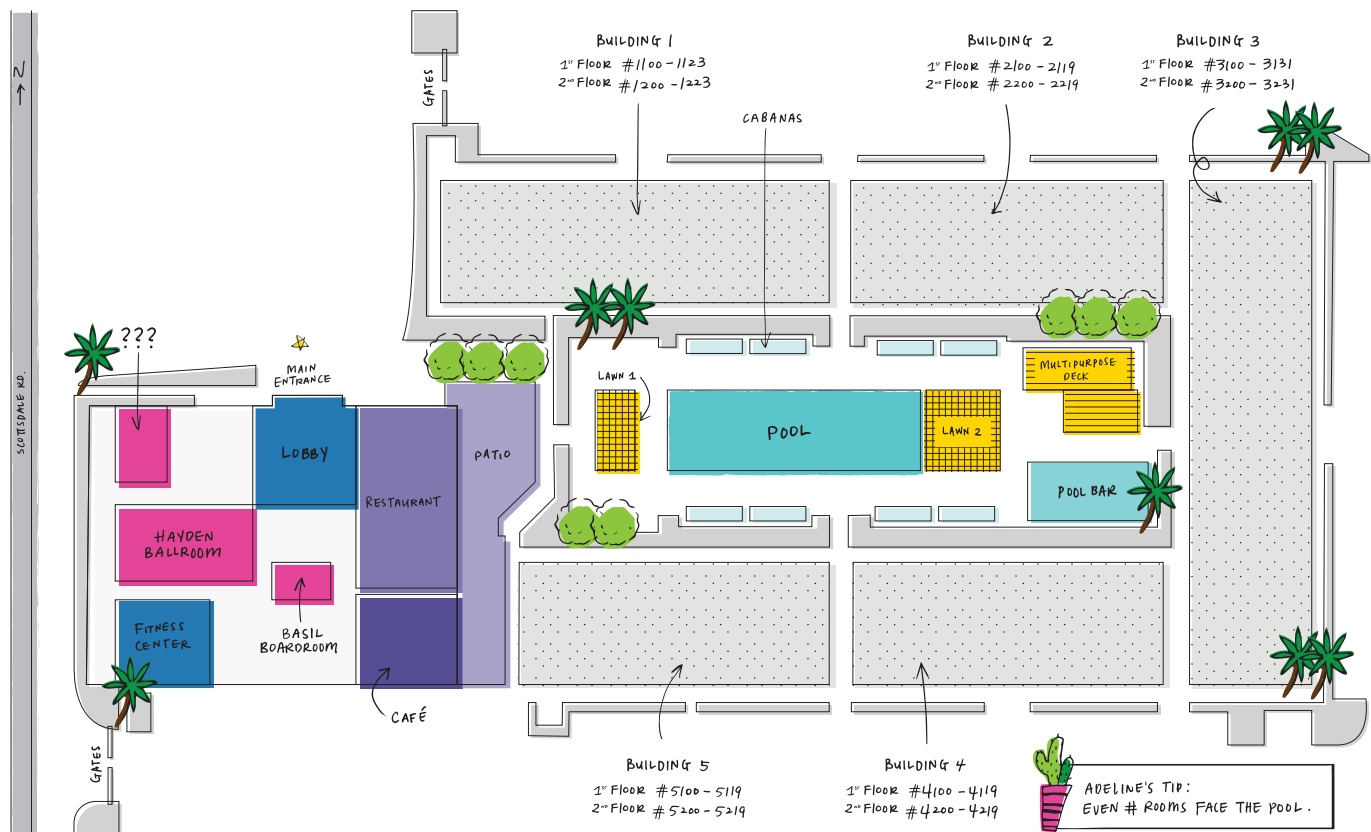 BUILDING 1
1ST FLOOR #1100 - 1123
2ND FLOOR #1200 - 1223
BUILDING 2
1ST FLOOR #2100 - 2119
2ND FLOOR #2200 - 2219
BUILDING 3
1ST FLOOR #3100 - 3131
2ND FLOOR #3200 - 3231
→ N
GATES
CABANAS
???
MAIN
ENTRANCE
SCOTTSDALE RD.
LAWN 1
MULTIPURPOSE
DECK
LOBBY
PATIO
POOL
LAWN 2
RESTAURANT
POOL BAR
HAYDEN
BALLROOM
FITNESS
CENTER
BASIL
BOARDROOM
CAFÉ
GATES
BUILDING 5
1ST FLOOR #5100 - 5119
2ND FLOOR #5200 - 5219
BUILDING 4
1ST FLOOR #4100 - 4119
2ND FLOOR #4200 - 4219
ADELINE'S TIP:
EVEN # ROOMS FACE THE POOL.